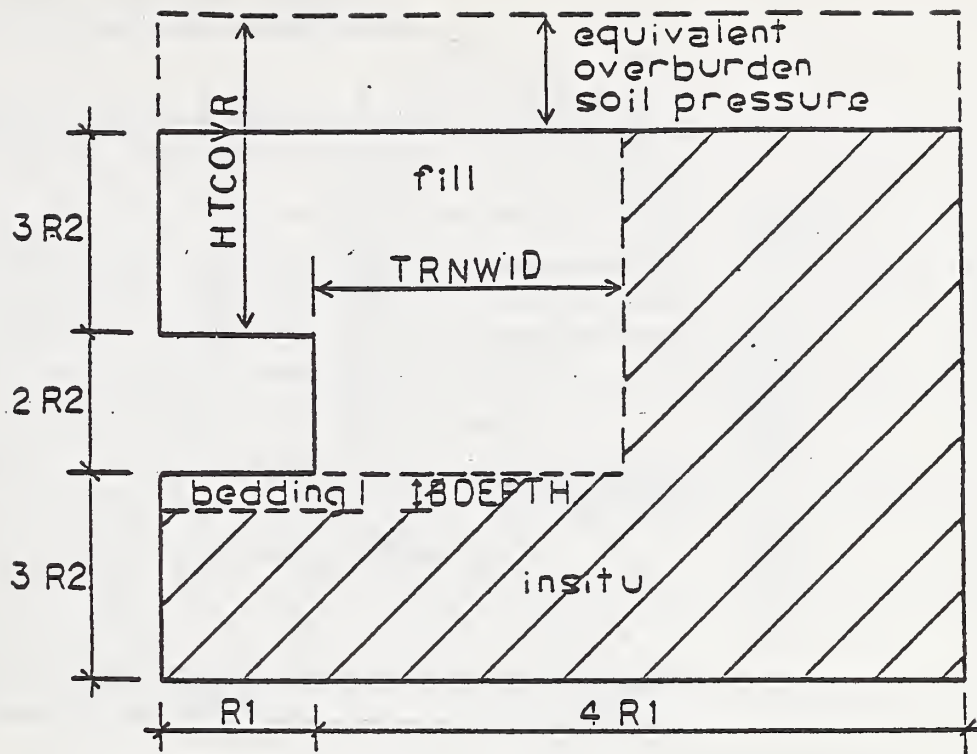 equivalent
overburden
soil pressure
HTCOVR
fill
3 R2
TRNWID
2 R2
bedding
BDEPTH
3 R2
insitu
R1
4 R1